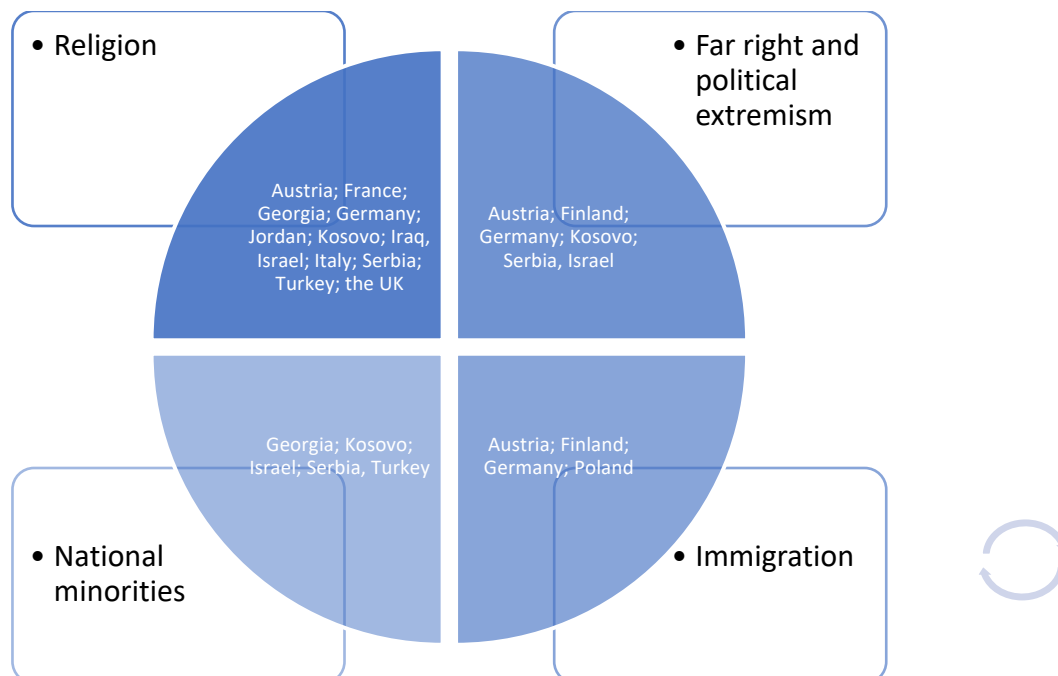 • Religion
• Far right and
political
extremism
Austria; France;
Georgia; Germany;
Jordan; Kosovo; Iraq,
Israel; Italy; Serbia;
Turkey; the UK
Austria; Finland;
Germany; Kosovo;
Serbia, Israel
Georgia; Kosovo;
Israel; Serbia, Turkey
Austria; Finland;
Germany; Poland
• National
minorities
• Immigration